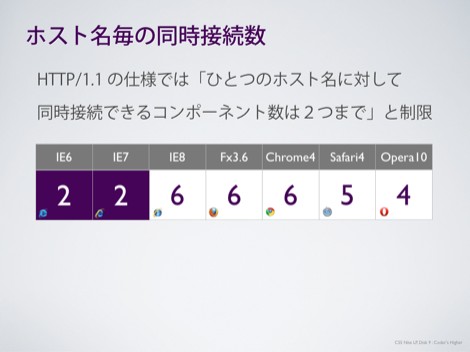 ホスト名毎の同時接続数
HTTP/1.1 の仕様では「ひとつのホスト名に対して
同時接続できるコンポーネント数は２つまで」と制限
IE6 IE7 IE8 Fx3.6 Chrome4 Safari4 Opera10
2 2 6 6 6 5 4